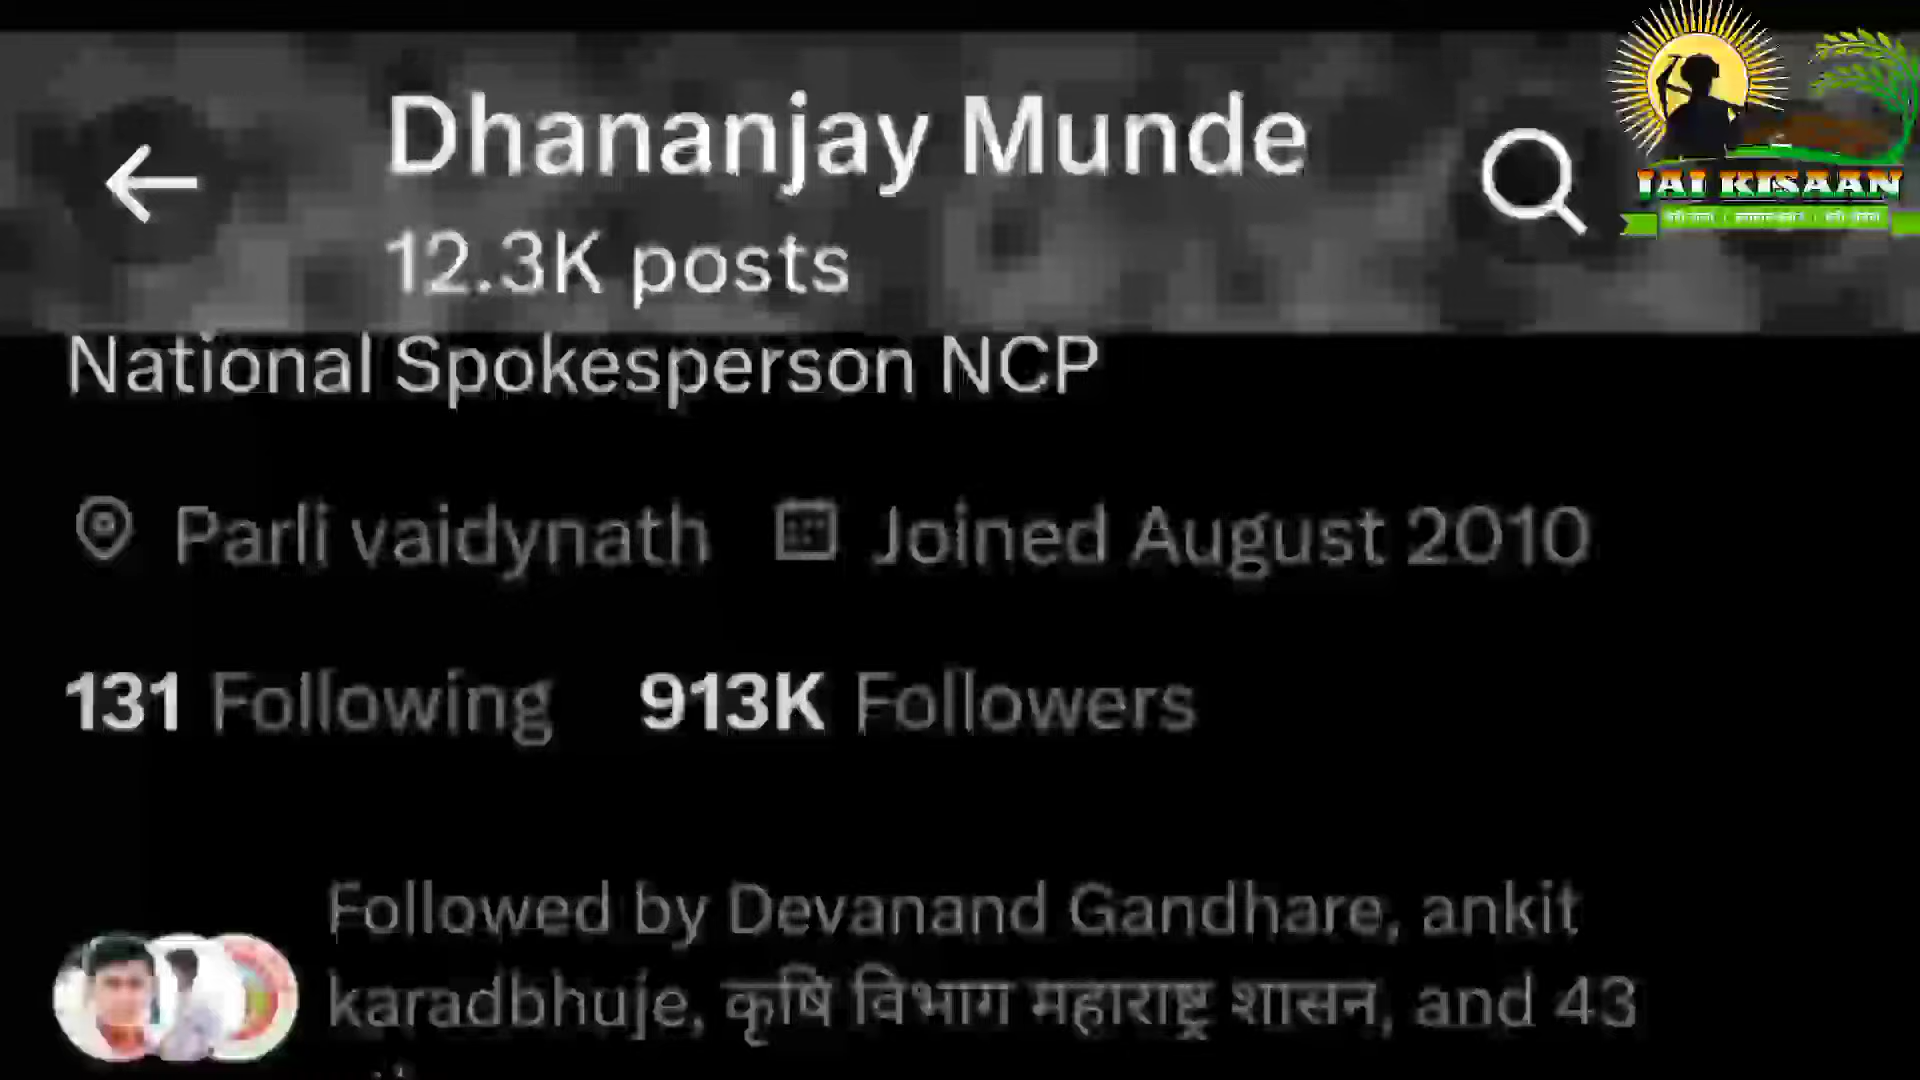 Dhananjay Munde
12.3K posts
JAI KISAAN
National Spokesperson NCP
Parli vaidynath Joined August 2010
131 Following 913K Followers
Followed by Devanand Gandhare, ankit
karadbhuje, कृषि विभाग महाराष्ट्र शासन, and 43